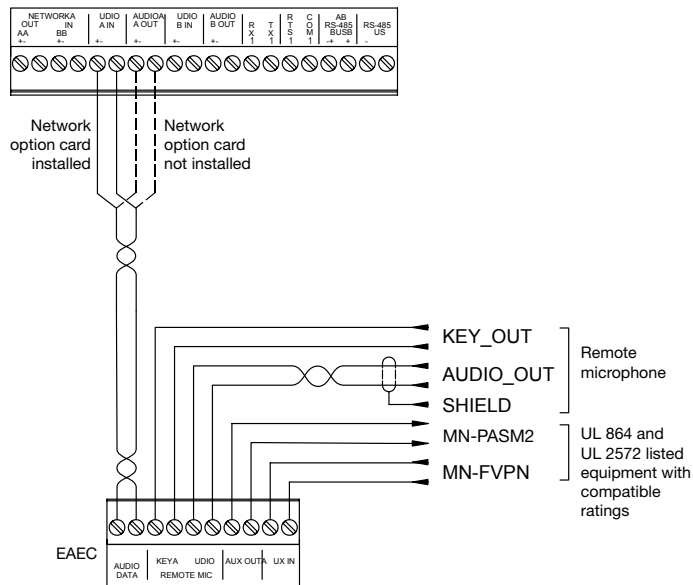 NETWORKA UDIO AUDIOA UDIO AUDIO R T R C AB RS-485
OUT IN A IN A OUT B IN B OUT X X T O RS-485 US
AA BB 1 1 S M BUSB
+- +- +- +- +- +- 1 1 -+ + -
Network
option card
installed
Network
option card
not installed
KEY_OUT
AUDIO_OUT
SHIELD
Remote
microphone
MN-PASM2
MN-FVPN
UL 864 and
UL 2572 listed
equipment with
compatible
ratings
EAEC
AUDIO
DATA
KEYA UDIO
REMOTE MIC
AUX OUTA UX IN